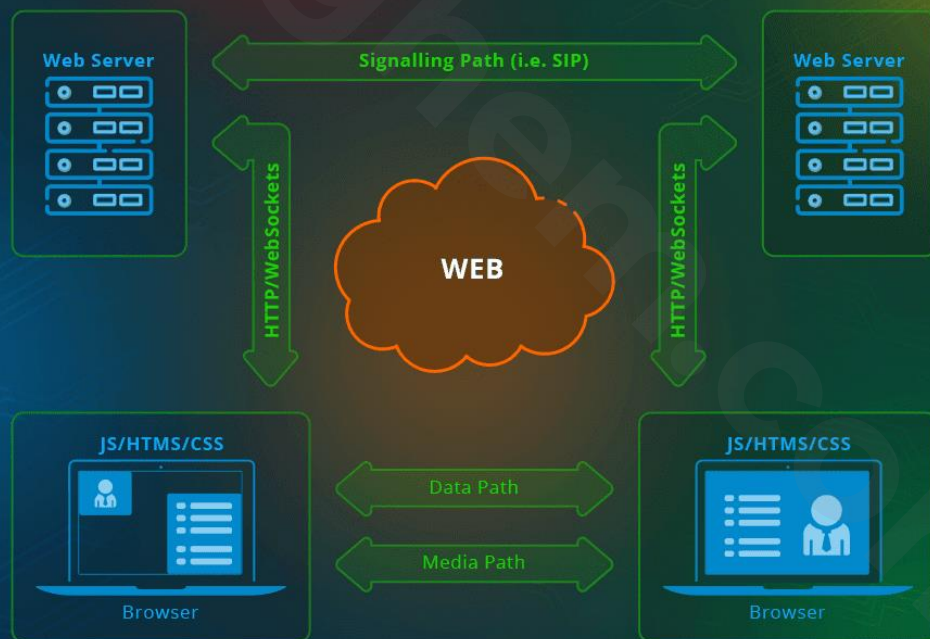 Web Server
Signalling Path (i.e. SIP)
Web Server
HTTP/WebSockets
WEB
HTTP/WebSockets
JS/HTMS/CSS
JS/HTMS/CSS
Data Path
Media Path
Browser
Browser